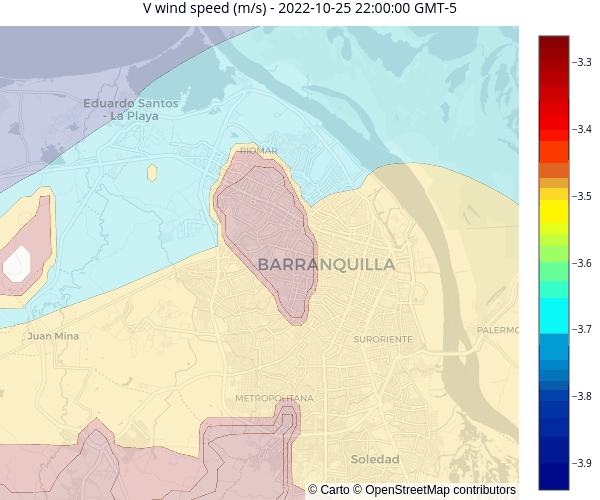 V wind speed (m/s) - 2022-10-25 22:00:00 GMT-5
Eduardo Santos
- La Playa
RIOMAR
BARRANQUILLA
Juan Mina
SURORIENTE
PALERMO
METROPOLITANA
Soledad
© Carto © OpenStreetMap contributors
−3.3
−3.4
−3.5
−3.6
−3.7
−3.8
−3.9